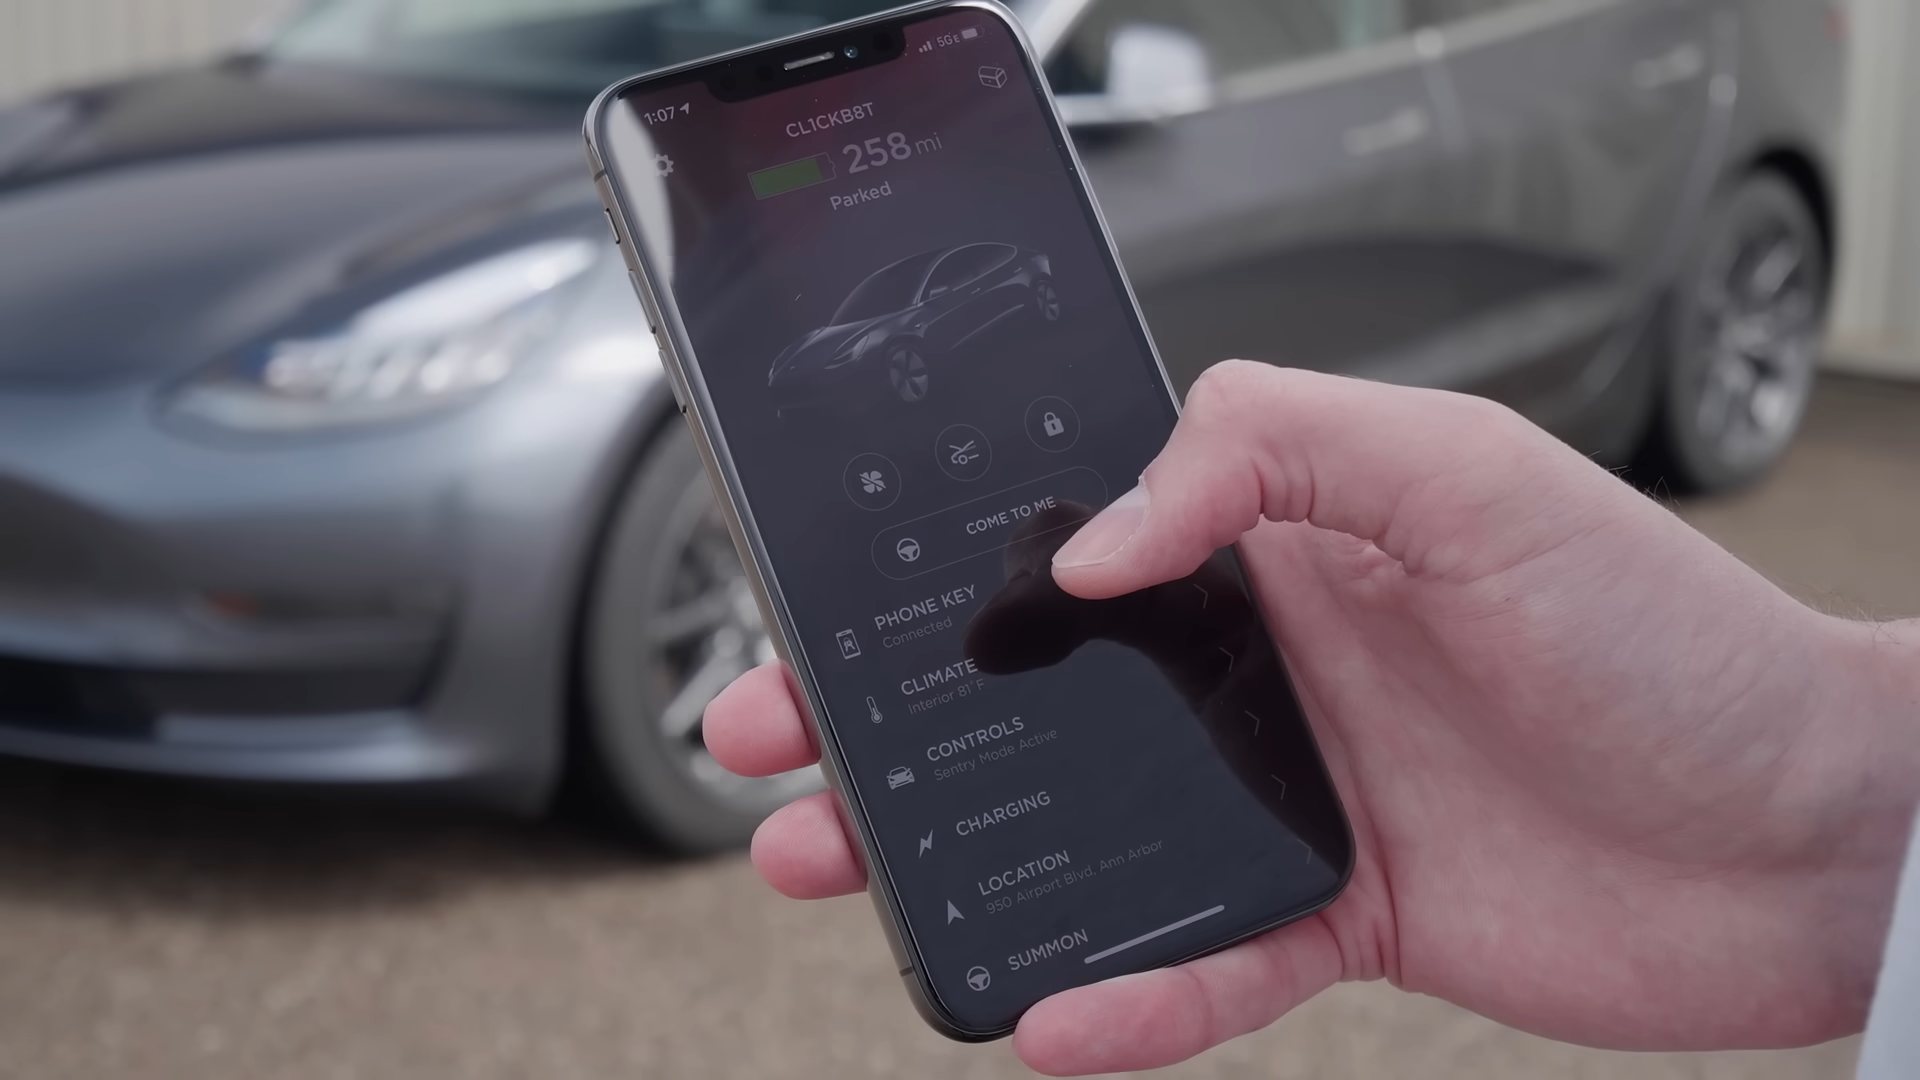 1:07
5GE
CL1CKB8T
258 mi
Parked
COME TO ME
PHONE KEY
Connected
CLIMATE
Interior 81°F
CONTROLS
Sentry Mode Active
CHARGING
LOCATION
950 Airport Blvd, Ann Arbor
SUMMON